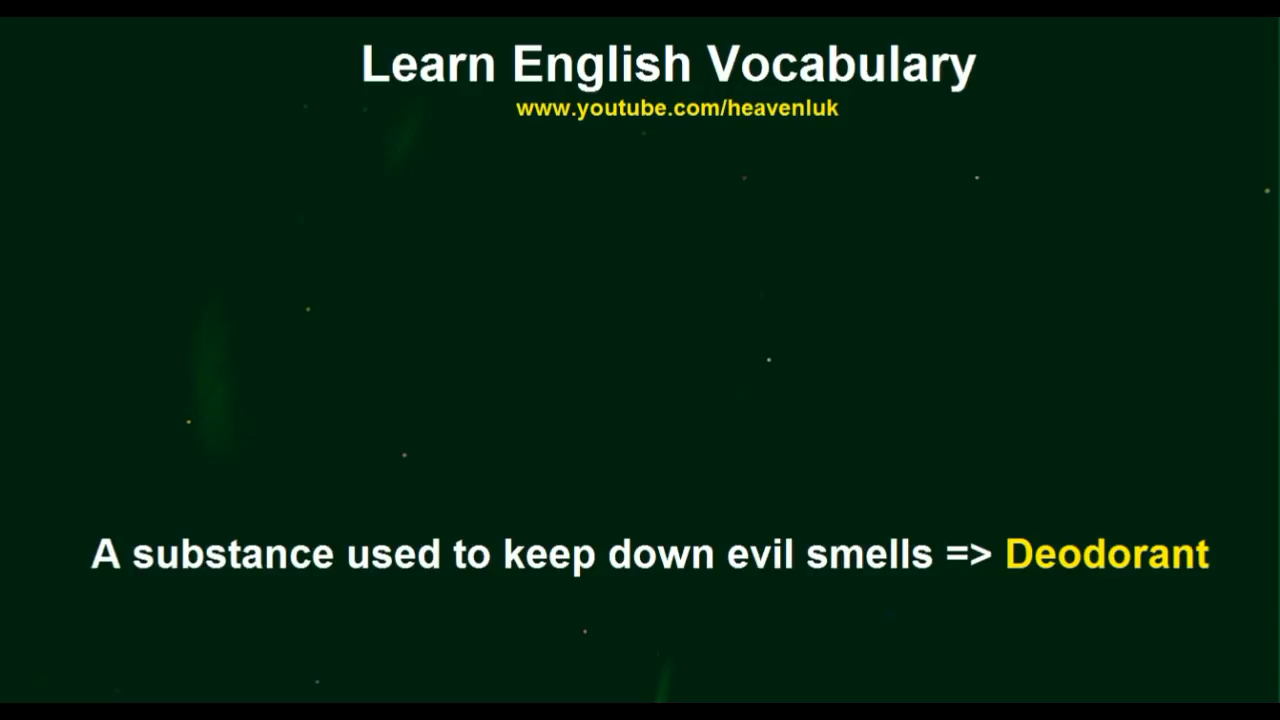 Learn English Vocabulary
www.youtube.com/heavenluk
A substance used to keep down evil smells => Deodorant